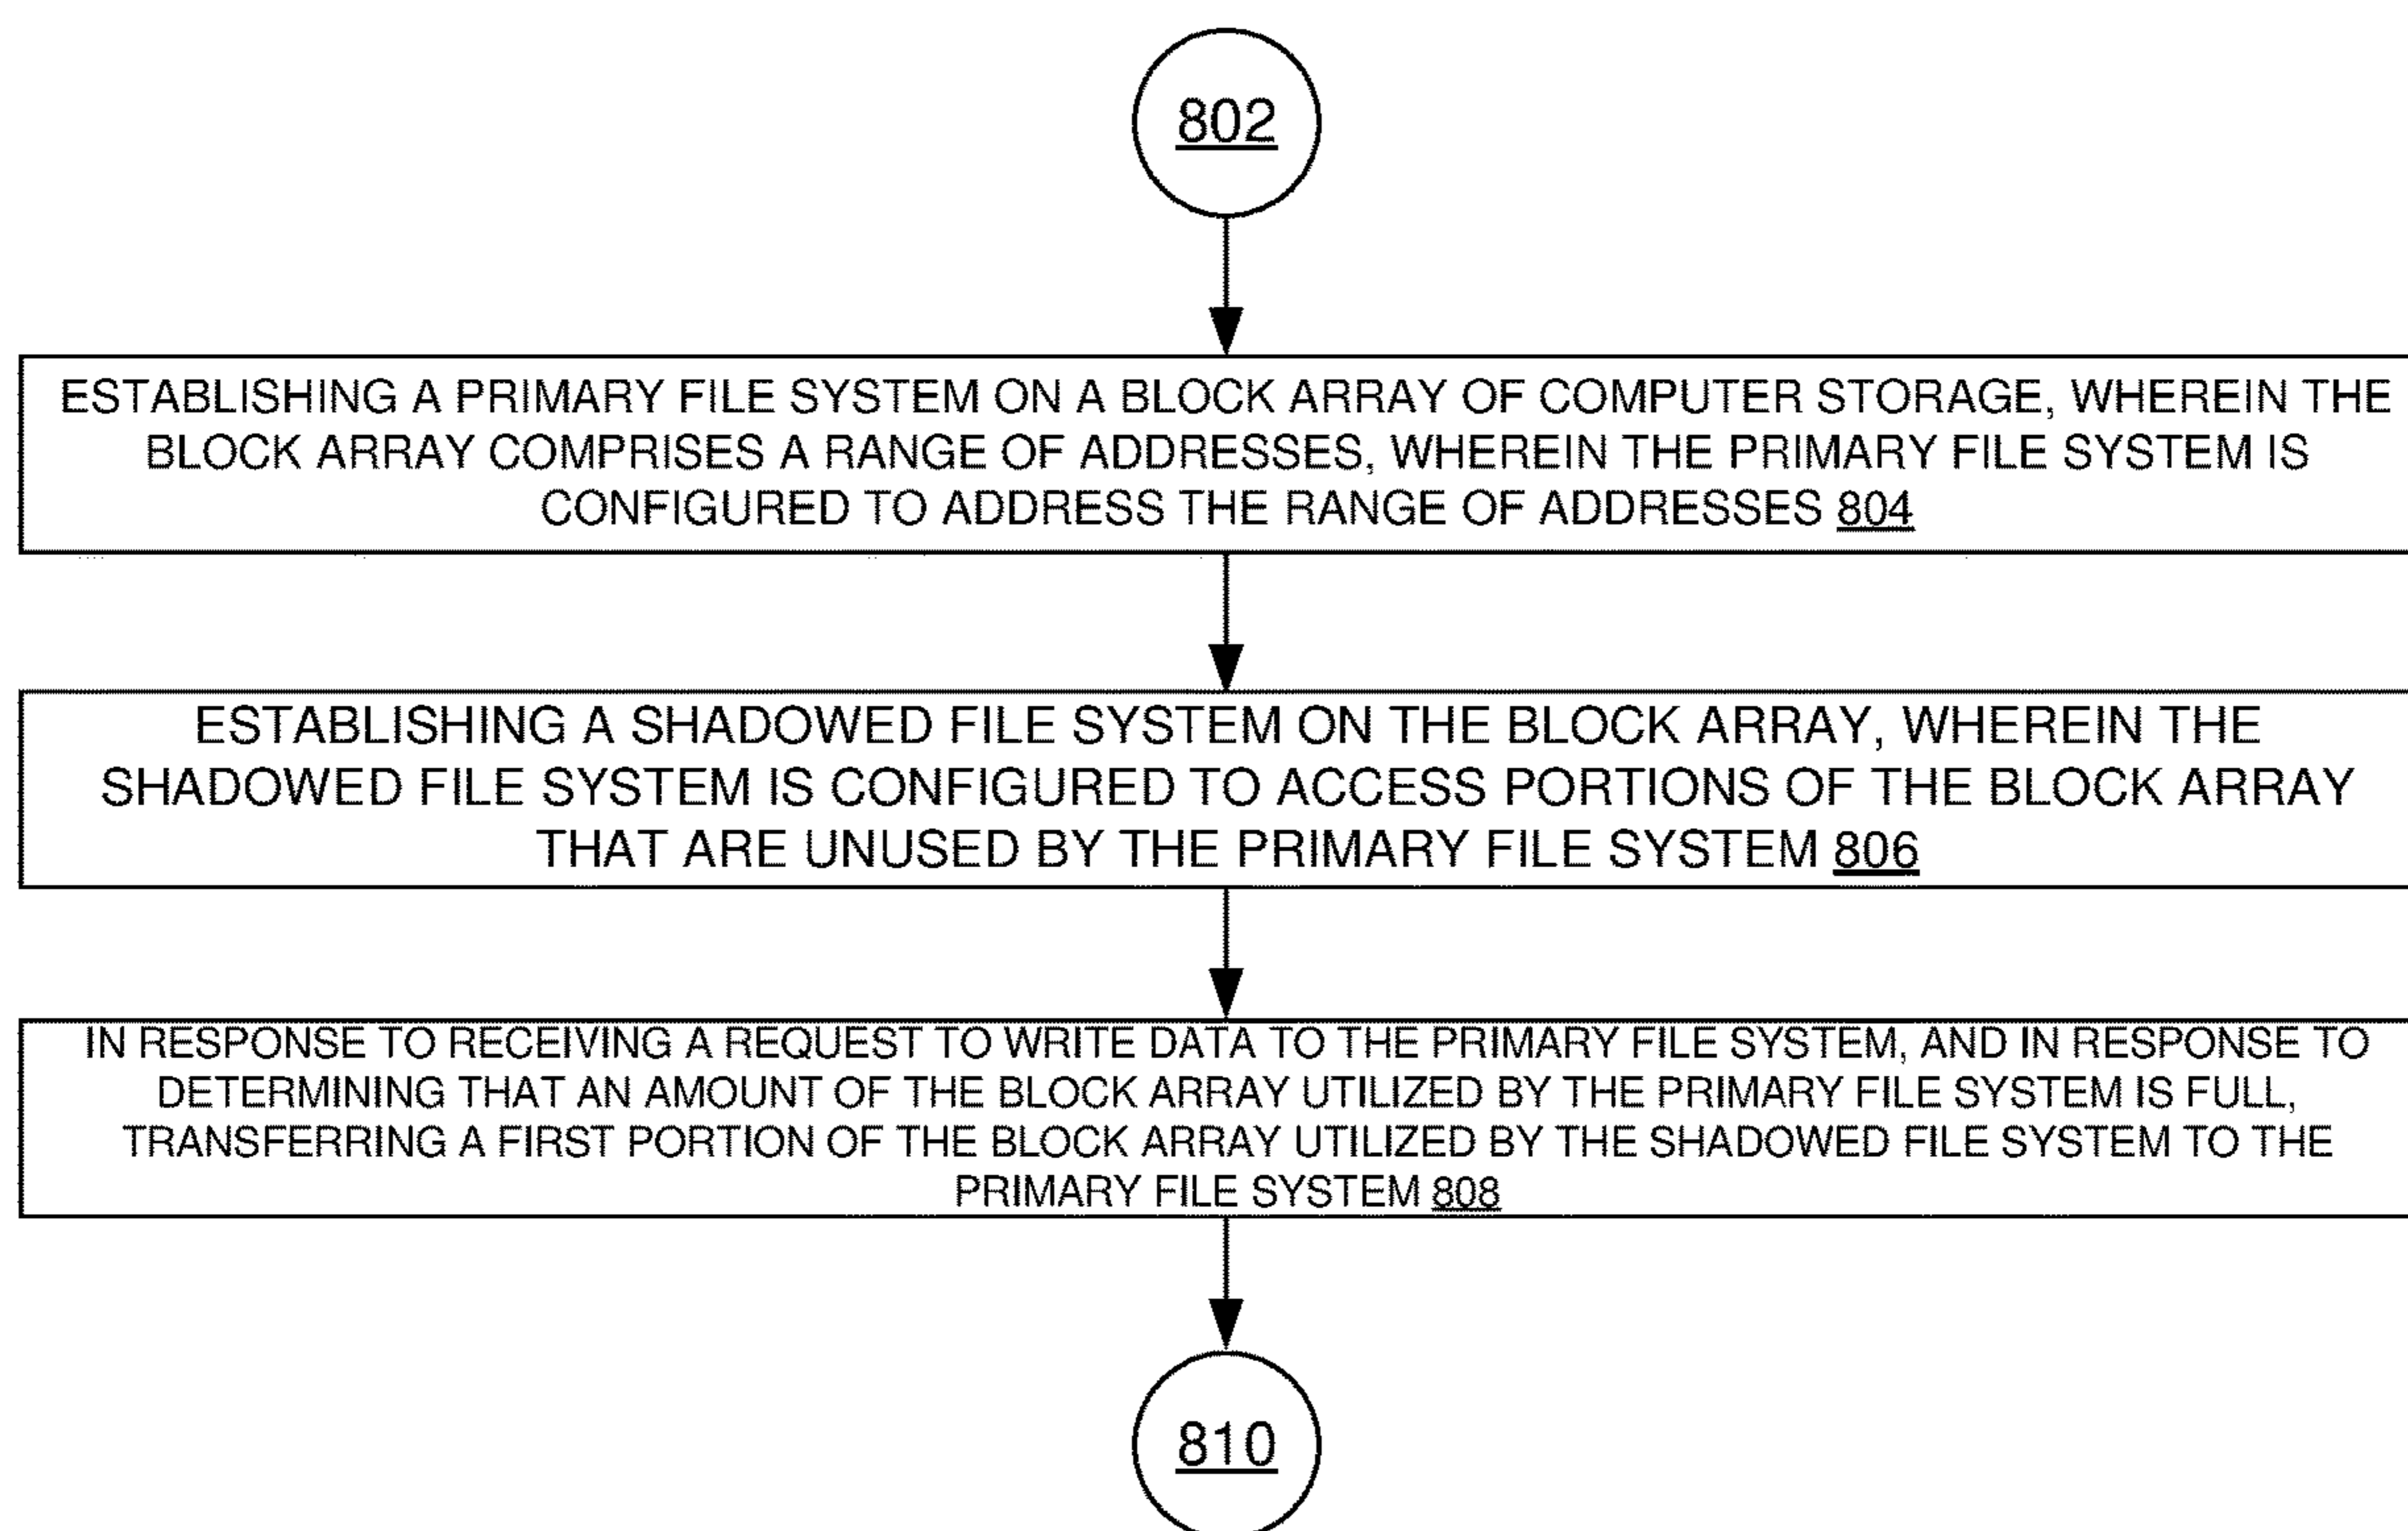 802
ESTABLISHING A PRIMARY FILE SYSTEM ON A BLOCK ARRAY OF COMPUTER STORAGE, WHEREIN THE
BLOCK ARRAY COMPRISES A RANGE OF ADDRESSES, WHEREIN THE PRIMARY FILE SYSTEM IS
CONFIGURED TO ADDRESS THE RANGE OF ADDRESSES 804
ESTABLISHING A SHADOWED FILE SYSTEM ON THE BLOCK ARRAY, WHEREIN THE
SHADOWED FILE SYSTEM IS CONFIGURED TO ACCESS PORTIONS OF THE BLOCK ARRAY
THAT ARE UNUSED BY THE PRIMARY FILE SYSTEM 806
IN RESPONSE TO RECEIVING A REQUEST TO WRITE DATA TO THE PRIMARY FILE SYSTEM, AND IN RESPONSE TO
DETERMINING THAT AN AMOUNT OF THE BLOCK ARRAY UTILIZED BY THE PRIMARY FILE SYSTEM IS FULL,
TRANSFERRING A FIRST PORTION OF THE BLOCK ARRAY UTILIZED BY THE SHADOWED FILE SYSTEM TO THE
PRIMARY FILE SYSTEM 808
810